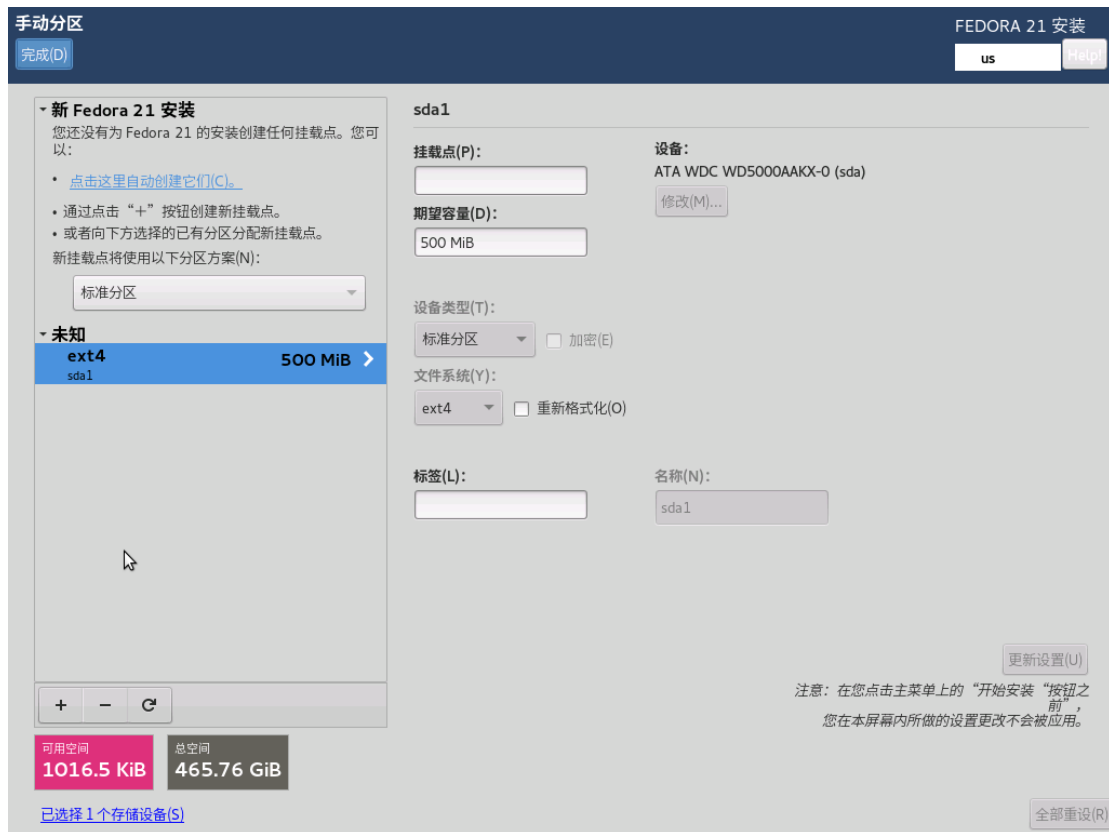 手动分区
FEDORA 21 安装
完成(D)
us
Help!
新 Fedora 21 安装
您还没有为 Fedora 21 的安装创建任何挂载点。您可
以：
• 点击这里自动创建它们(C)。
• 通过点击“+”按钮创建新挂载点。
• 或者向下方选择的已有分区分配新挂载点。
新挂载点将使用以下分区方案(N)：
标准分区
未知
ext4
500 MiB
sda1
sda1
挂载点(P)：
设备：
ATA WDC WD5000AAKX-0 (sda)
修改(M)...
期望容量(D)：
500 MiB
设备类型(T)：
标准分区
加密(E)
文件系统(Y)：
ext4
重新格式化(O)
标签(L)：
名称(N)：
sda1
更新设置(U)
注意：在您点击主菜单上的“开始安装“按钮之
前”，
您在本屏幕内所做的设置更改不会被应用。
+ −
可用空间
1016.5 KiB
总空间
465.76 GiB
已选择 1 个存储设备(S)
全部重设(R)